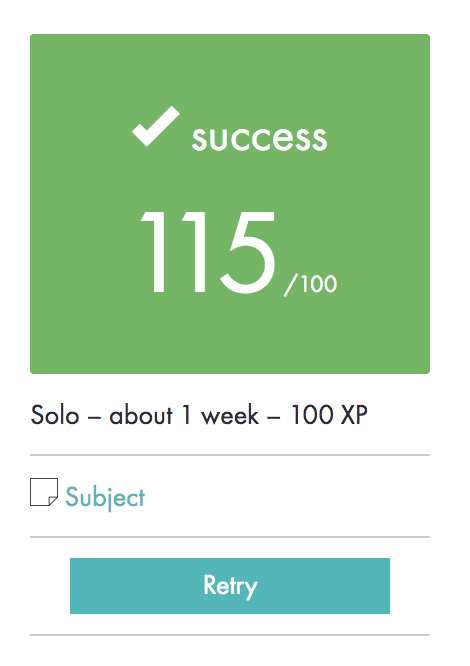 success
115/100
Solo – about 1 week – 100 XP
Subject
Retry